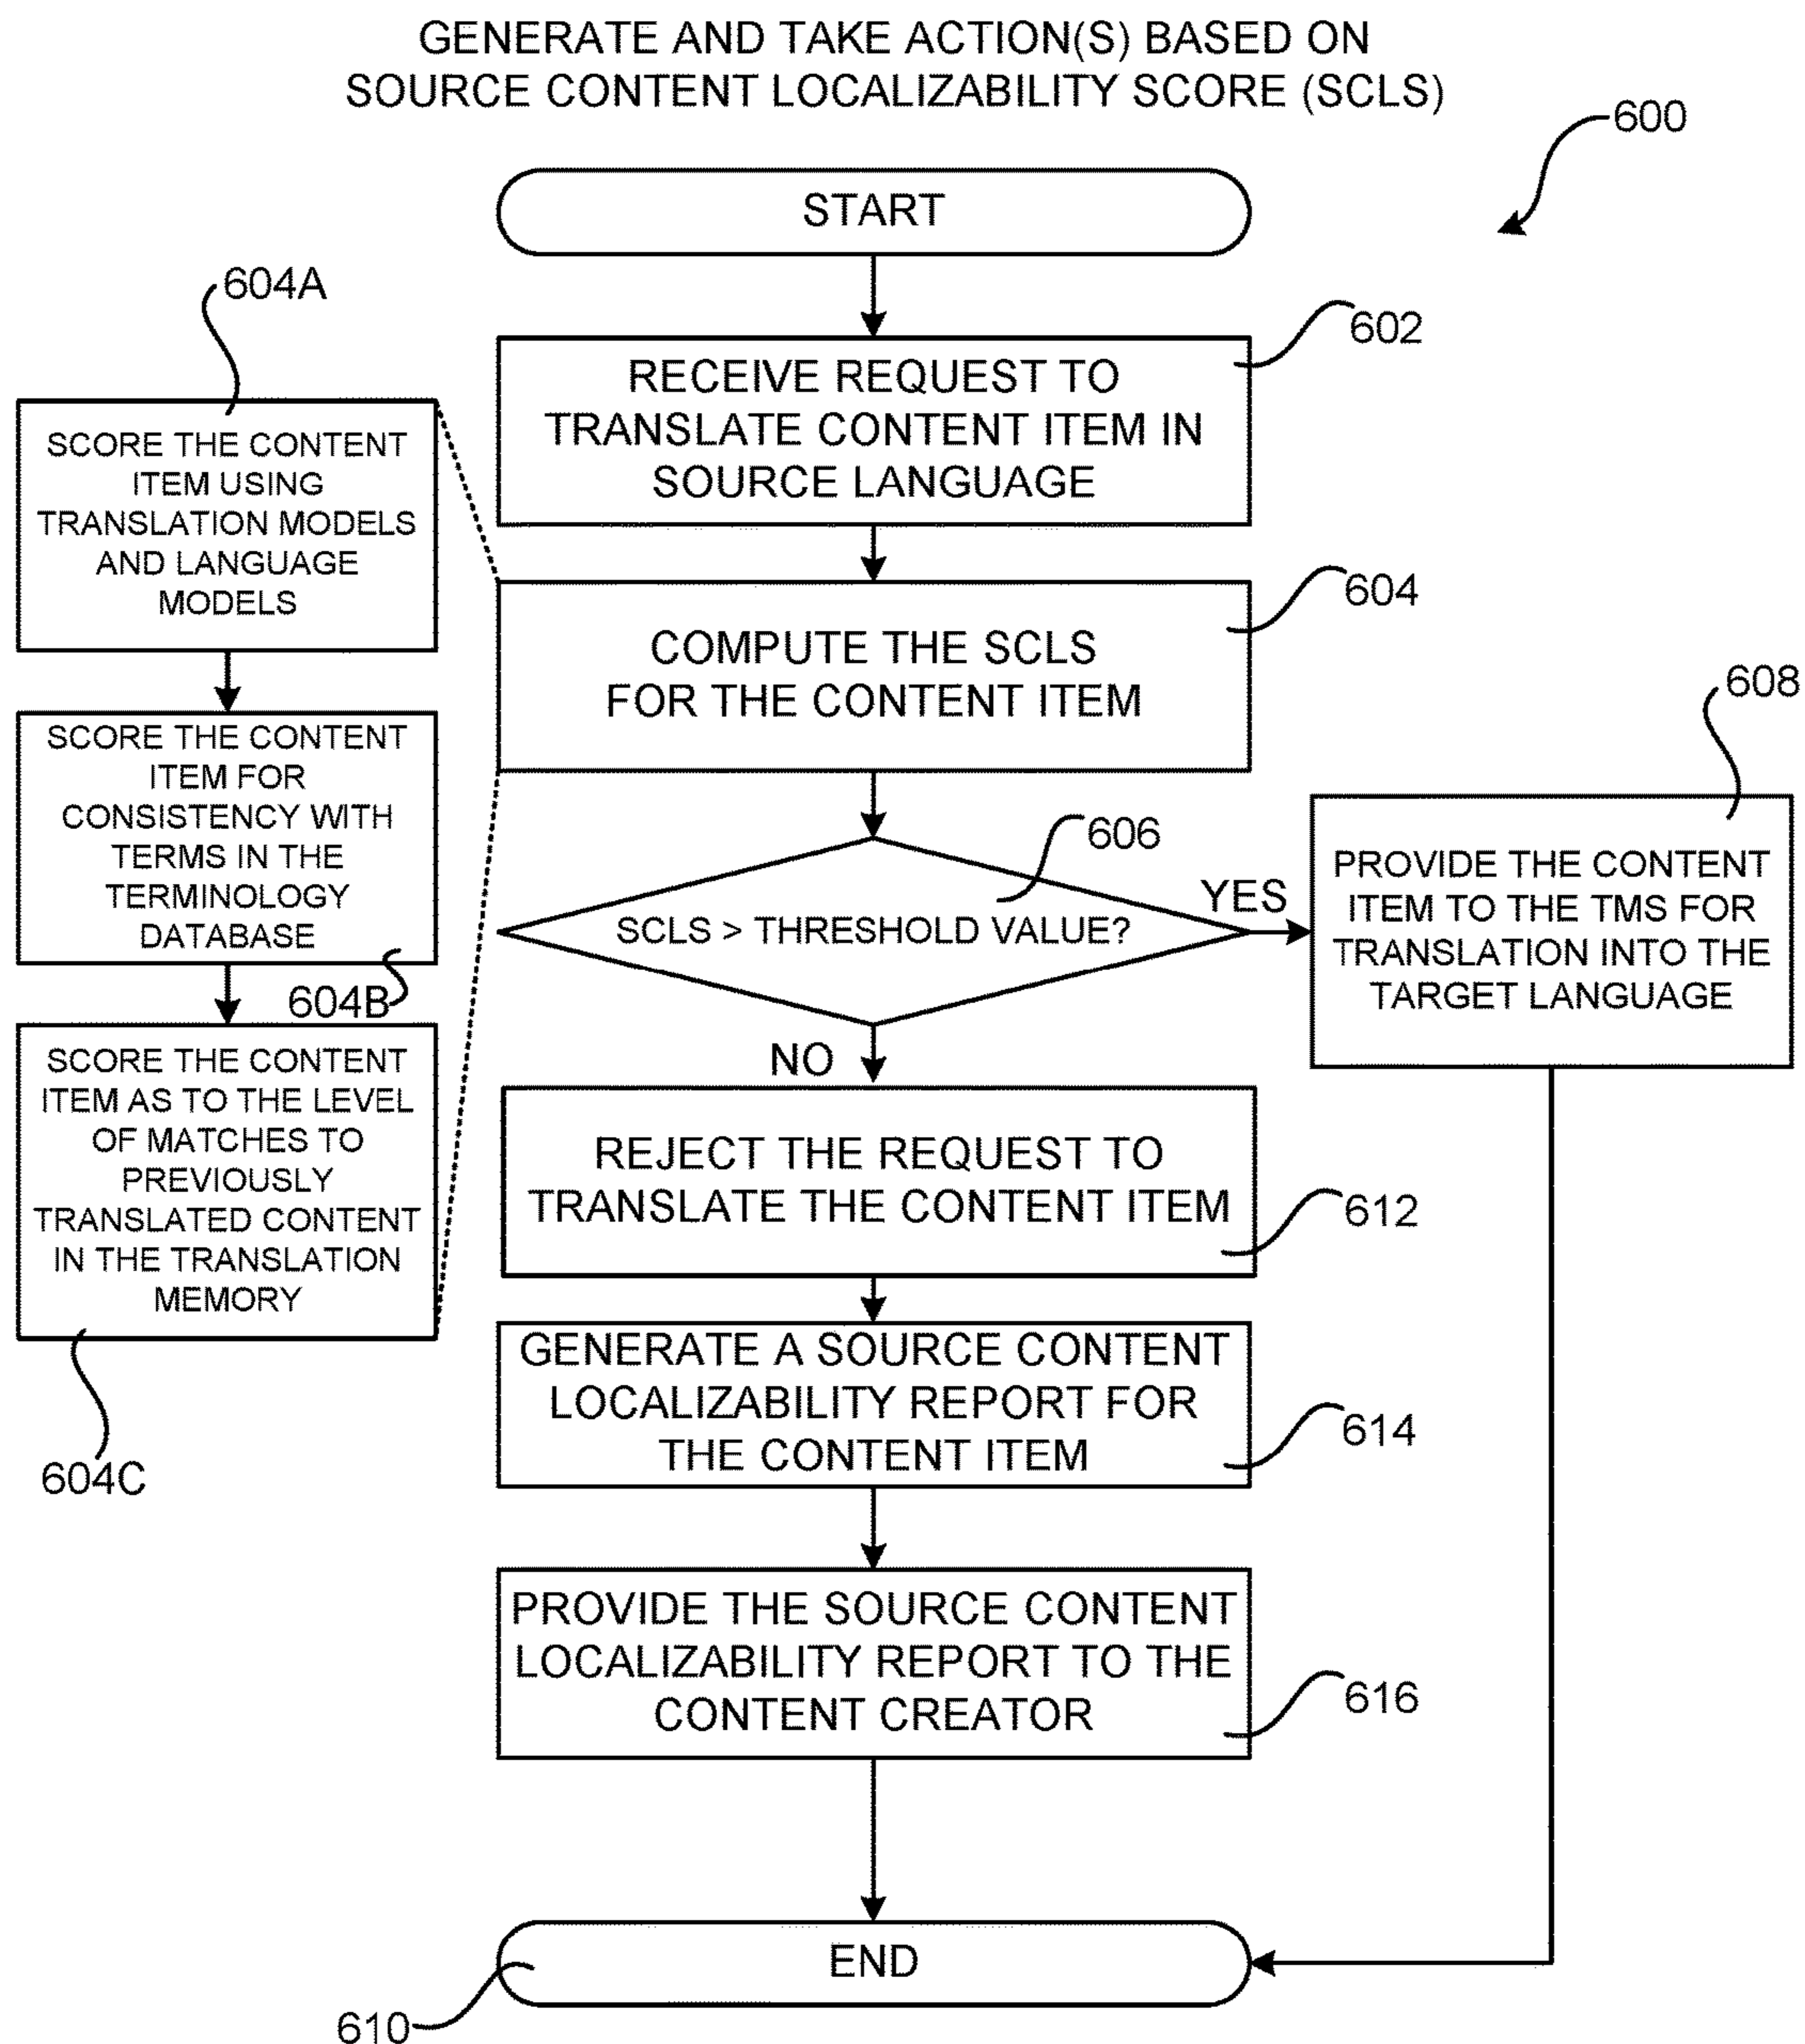 GENERATE AND TAKE ACTION(S) BASED ON
SOURCE CONTENT LOCALIZABILITY SCORE (SCLS)
600
START
602
RECEIVE REQUEST TO
TRANSLATE CONTENT ITEM IN
SOURCE LANGUAGE
604
COMPUTE THE SCLS
FOR THE CONTENT ITEM
604A
SCORE THE CONTENT
ITEM USING
TRANSLATION MODELS
AND LANGUAGE
MODELS
SCORE THE CONTENT
ITEM FOR
CONSISTENCY WITH
TERMS IN THE
TERMINOLOGY
DATABASE
604B
SCORE THE CONTENT
ITEM AS TO THE LEVEL
OF MATCHES TO
PREVIOUSLY
TRANSLATED CONTENT
IN THE TRANSLATION
MEMORY
604C
606
SCLS > THRESHOLD VALUE?
YES
608
PROVIDE THE CONTENT
ITEM TO THE TMS FOR
TRANSLATION INTO THE
TARGET LANGUAGE
NO
REJECT THE REQUEST TO
TRANSLATE THE CONTENT ITEM
612
GENERATE A SOURCE CONTENT
LOCALIZABILITY REPORT FOR
THE CONTENT ITEM
614
PROVIDE THE SOURCE CONTENT
LOCALIZABILITY REPORT TO THE
CONTENT CREATOR
616
END
610